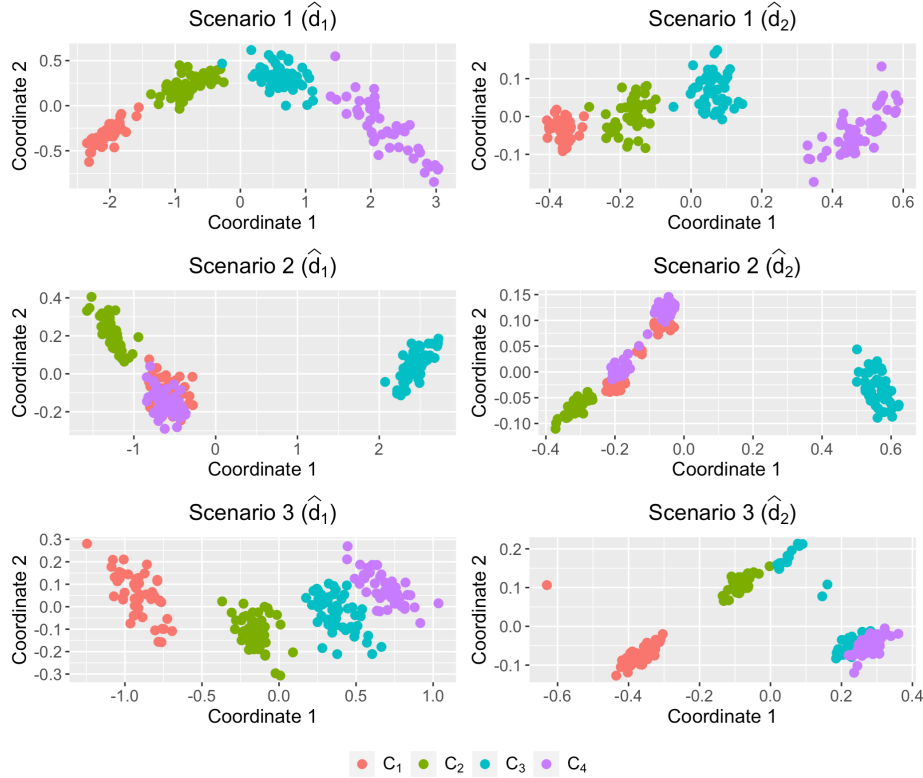 Scenario 1 (d̂₁)
Scenario 1 (d̂₂)
0.5
0.0
-0.5
Coordinate 2
-2 -1 0 1 2 3
Coordinate 1
0.1
0.0
-0.1
Coordinate 2
-0.4 -0.2 0.0 0.2 0.4 0.6
Coordinate 1
Scenario 2 (d̂₁)
Scenario 2 (d̂₂)
0.4
0.2
0.0
-0.2
Coordinate 2
-1 0 1 2
Coordinate 1
0.15
0.10
0.05
0.00
-0.05
-0.10
Coordinate 2
-0.4 -0.2 0.0 0.2 0.4 0.6
Coordinate 1
Scenario 3 (d̂₁)
Scenario 3 (d̂₂)
0.3
0.2
0.1
0.0
-0.1
-0.2
-0.3
Coordinate 2
-1.0 -0.5 0.0 0.5 1.0
Coordinate 1
0.2
0.1
0.0
-0.1
Coordinate 2
-0.6 -0.4 -0.2 0.0 0.2 0.4
Coordinate 1
C₁ C₂ C₃ C₄